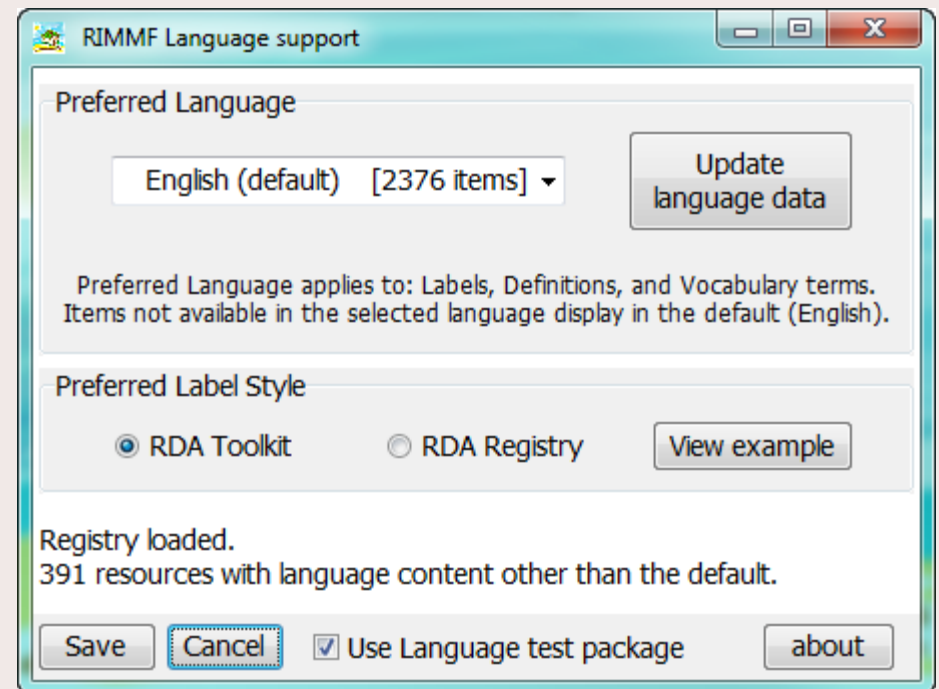 RIMMF Language support
Preferred Language
English (default) [2376 items]
Update
language data
Preferred Language applies to: Labels, Definitions, and Vocabulary terms.
Items not available in the selected language display in the default (English).
Preferred Label Style
RDA Toolkit
RDA Registry
View example
Registry loaded.
391 resources with language content other than the default.
Save
Cancel
Use Language test package
about